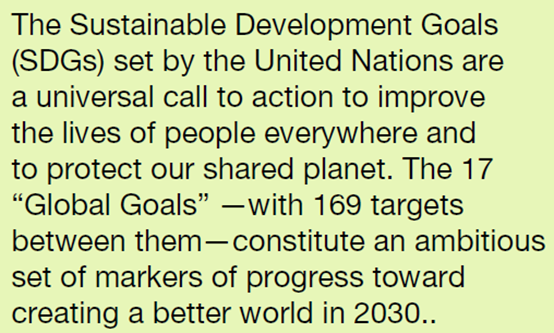 The Sustainable Development Goals
(SDGs) set by the United Nations are
a universal call to action to improve
the lives of people everywhere and
to protect our shared planet. The 17
“Global Goals” —with 169 targets
between them—constitute an ambitious
set of markers of progress toward
creating a better world in 2030..